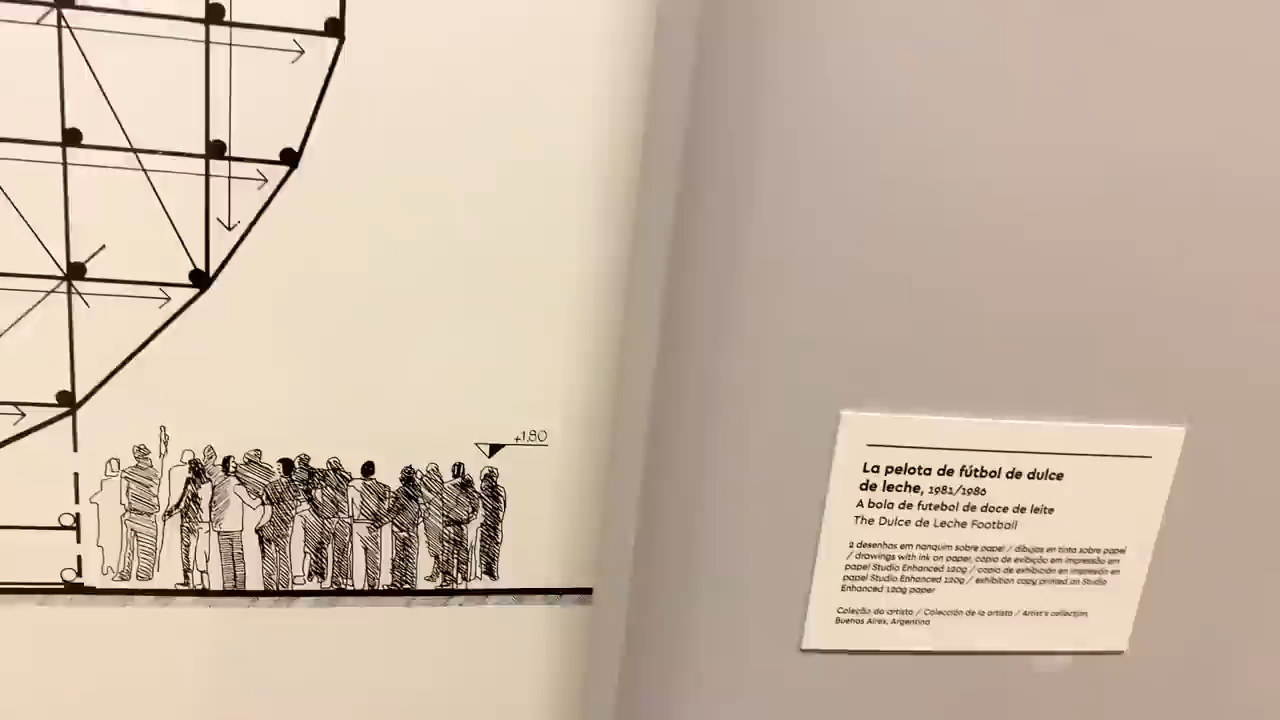 +1,80
La pelota de fútbol de dulce
de leche, 1981/1986
A bola de futebol de doce de leite
The Dulce de Leche Football
2 desenhos em nanquim sobre papel / dibujos en tinta sobre papel
/ drawings with ink on paper, cópia de exibição em impressão em
papel Studio Enhanced 120g / copia de exhibición en impresión en
papel Studio Enhanced 120g / exhibition copy printed on Studio
Enhanced 120g paper
Coleção da artista / Colección de la artista / Artist's collection,
Buenos Aires, Argentina